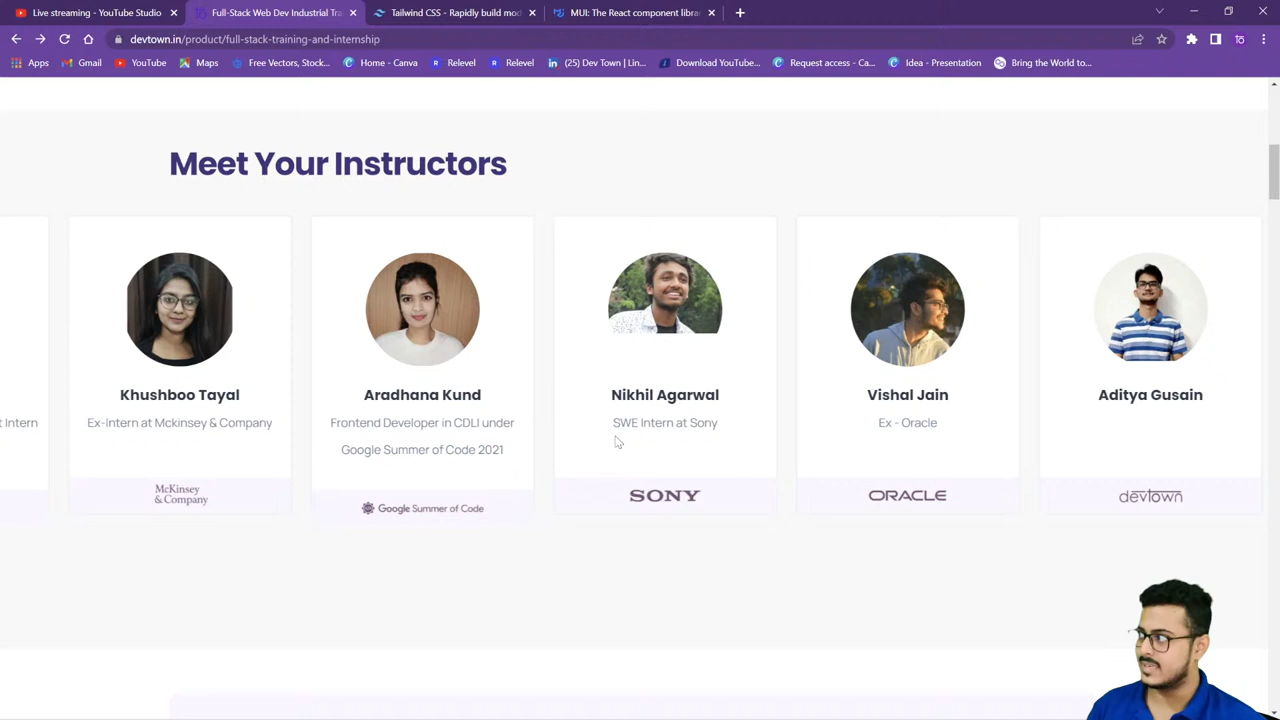 Live streaming - YouTube Studio
Full-Stack Web Dev Industrial Tra
Tailwind CSS - Rapidly build mod
MUI: The React component librar
devtown.in/product/full-stack-training-and-internship
Apps
Gmail
YouTube
Maps
Free Vectors, Stock...
Home - Canva
Relevel
Relevel
(25) Dev Town | Lin...
Download YouTube...
Request access - Ca...
Idea - Presentation
Bring the World to...
Meet Your Instructors
t Intern
Khushboo Tayal
Ex-Intern at Mckinsey & Company
McKinsey
& Company
Aradhana Kund
Frontend Developer in CDLI under
Google Summer of Code 2021
Google Summer of Code
Nikhil Agarwal
SWE Intern at Sony
SONY
Vishal Jain
Ex - Oracle
ORACLE
Aditya Gusain
devtown